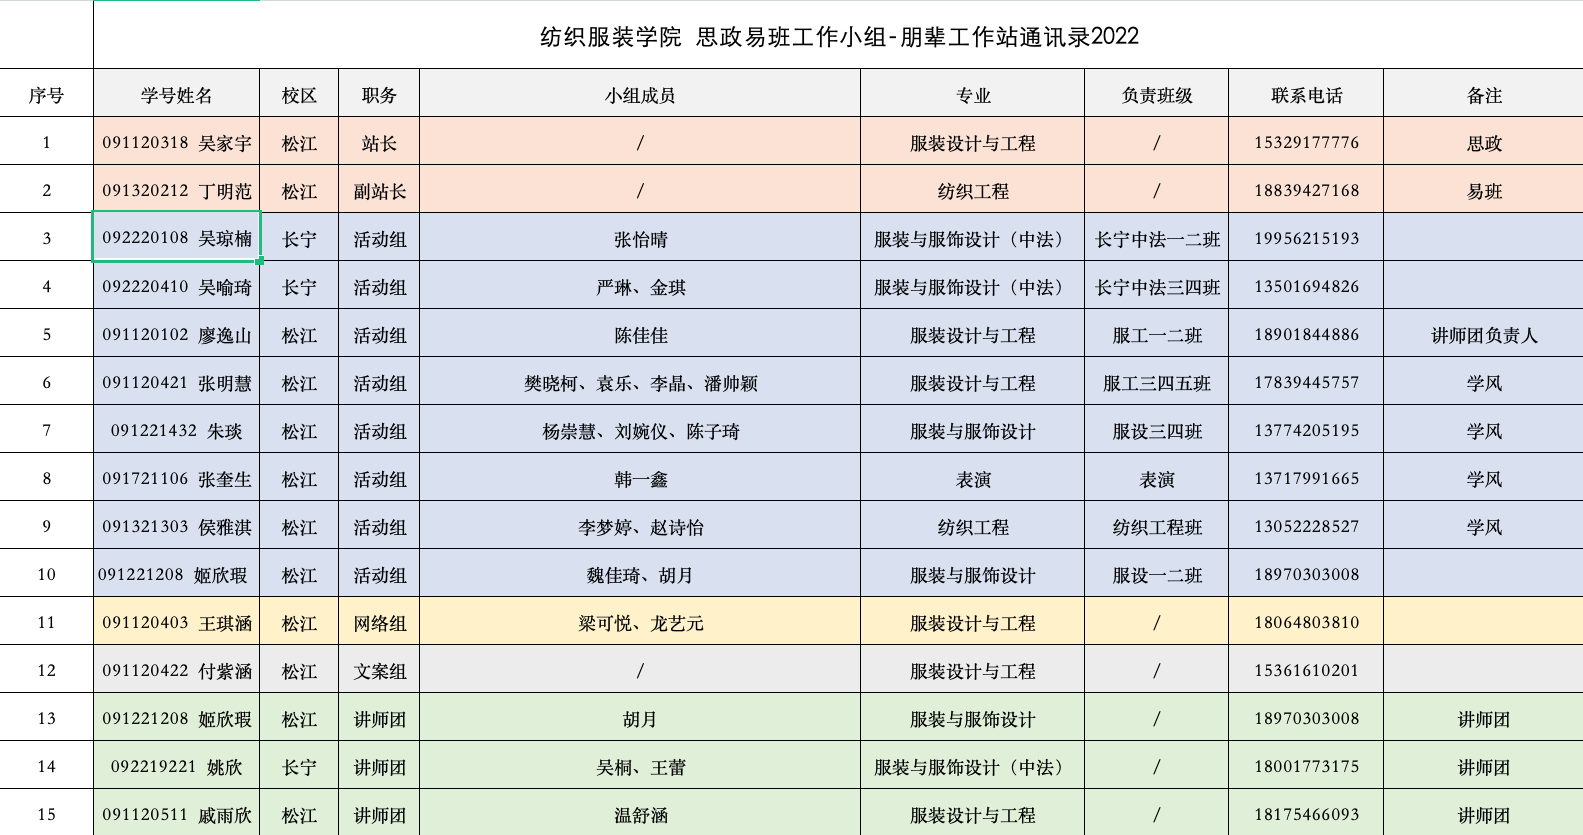 纺织服装学院 思政易班工作小组-朋辈工作站通讯录2022
序号 学号姓名 校区 职务 小组成员 专业 负责班级 联系电话 备注
1 091120318 吴家宇 松江 站长 / 服装设计与工程 / 15329177776 思政
2 091320212 丁明范 松江 副站长 / 纺织工程 / 18839427168 易班
3 092220108 吴琼楠 长宁 活动组 张怡晴 服装与服饰设计（中法） 长宁中法一二班 19956215193
4 092220410 吴喻琦 长宁 活动组 严琳、金琪 服装与服饰设计（中法） 长宁中法三四班 13501694826
5 091120102 廖逸山 松江 活动组 陈佳佳 服装设计与工程 服工一二班 18901844886 讲师团负责人
6 091120421 张明慧 松江 活动组 樊晓柯、袁乐、李晶、潘帅颖 服装设计与工程 服工三四五班 17839445757 学风
7 091221432 朱琰 松江 活动组 杨崇慧、刘婉仪、陈子琦 服装与服饰设计 服设三四班 13774205195 学风
8 091721106 张奎生 松江 活动组 韩一鑫 表演 表演 13717991665 学风
9 091321303 侯雅淇 松江 活动组 李梦婷、赵诗怡 纺织工程 纺织工程班 13052228527 学风
10 091221208 姬欣瑕 松江 活动组 魏佳琦、胡月 服装与服饰设计 服设一二班 18970303008
11 091120403 王琪涵 松江 网络组 梁可悦、龙艺元 服装设计与工程 / 18064803810
12 091120422 付紫涵 松江 文案组 / 服装设计与工程 / 15361610201
13 091221208 姬欣瑕 松江 讲师团 胡月 服装与服饰设计 / 18970303008 讲师团
14 092219221 姚欣 长宁 讲师团 吴桐、王蕾 服装与服饰设计（中法） / 18001773175 讲师团
15 091120511 戚雨欣 松江 讲师团 温舒涵 服装设计与工程 / 18175466093 讲师团